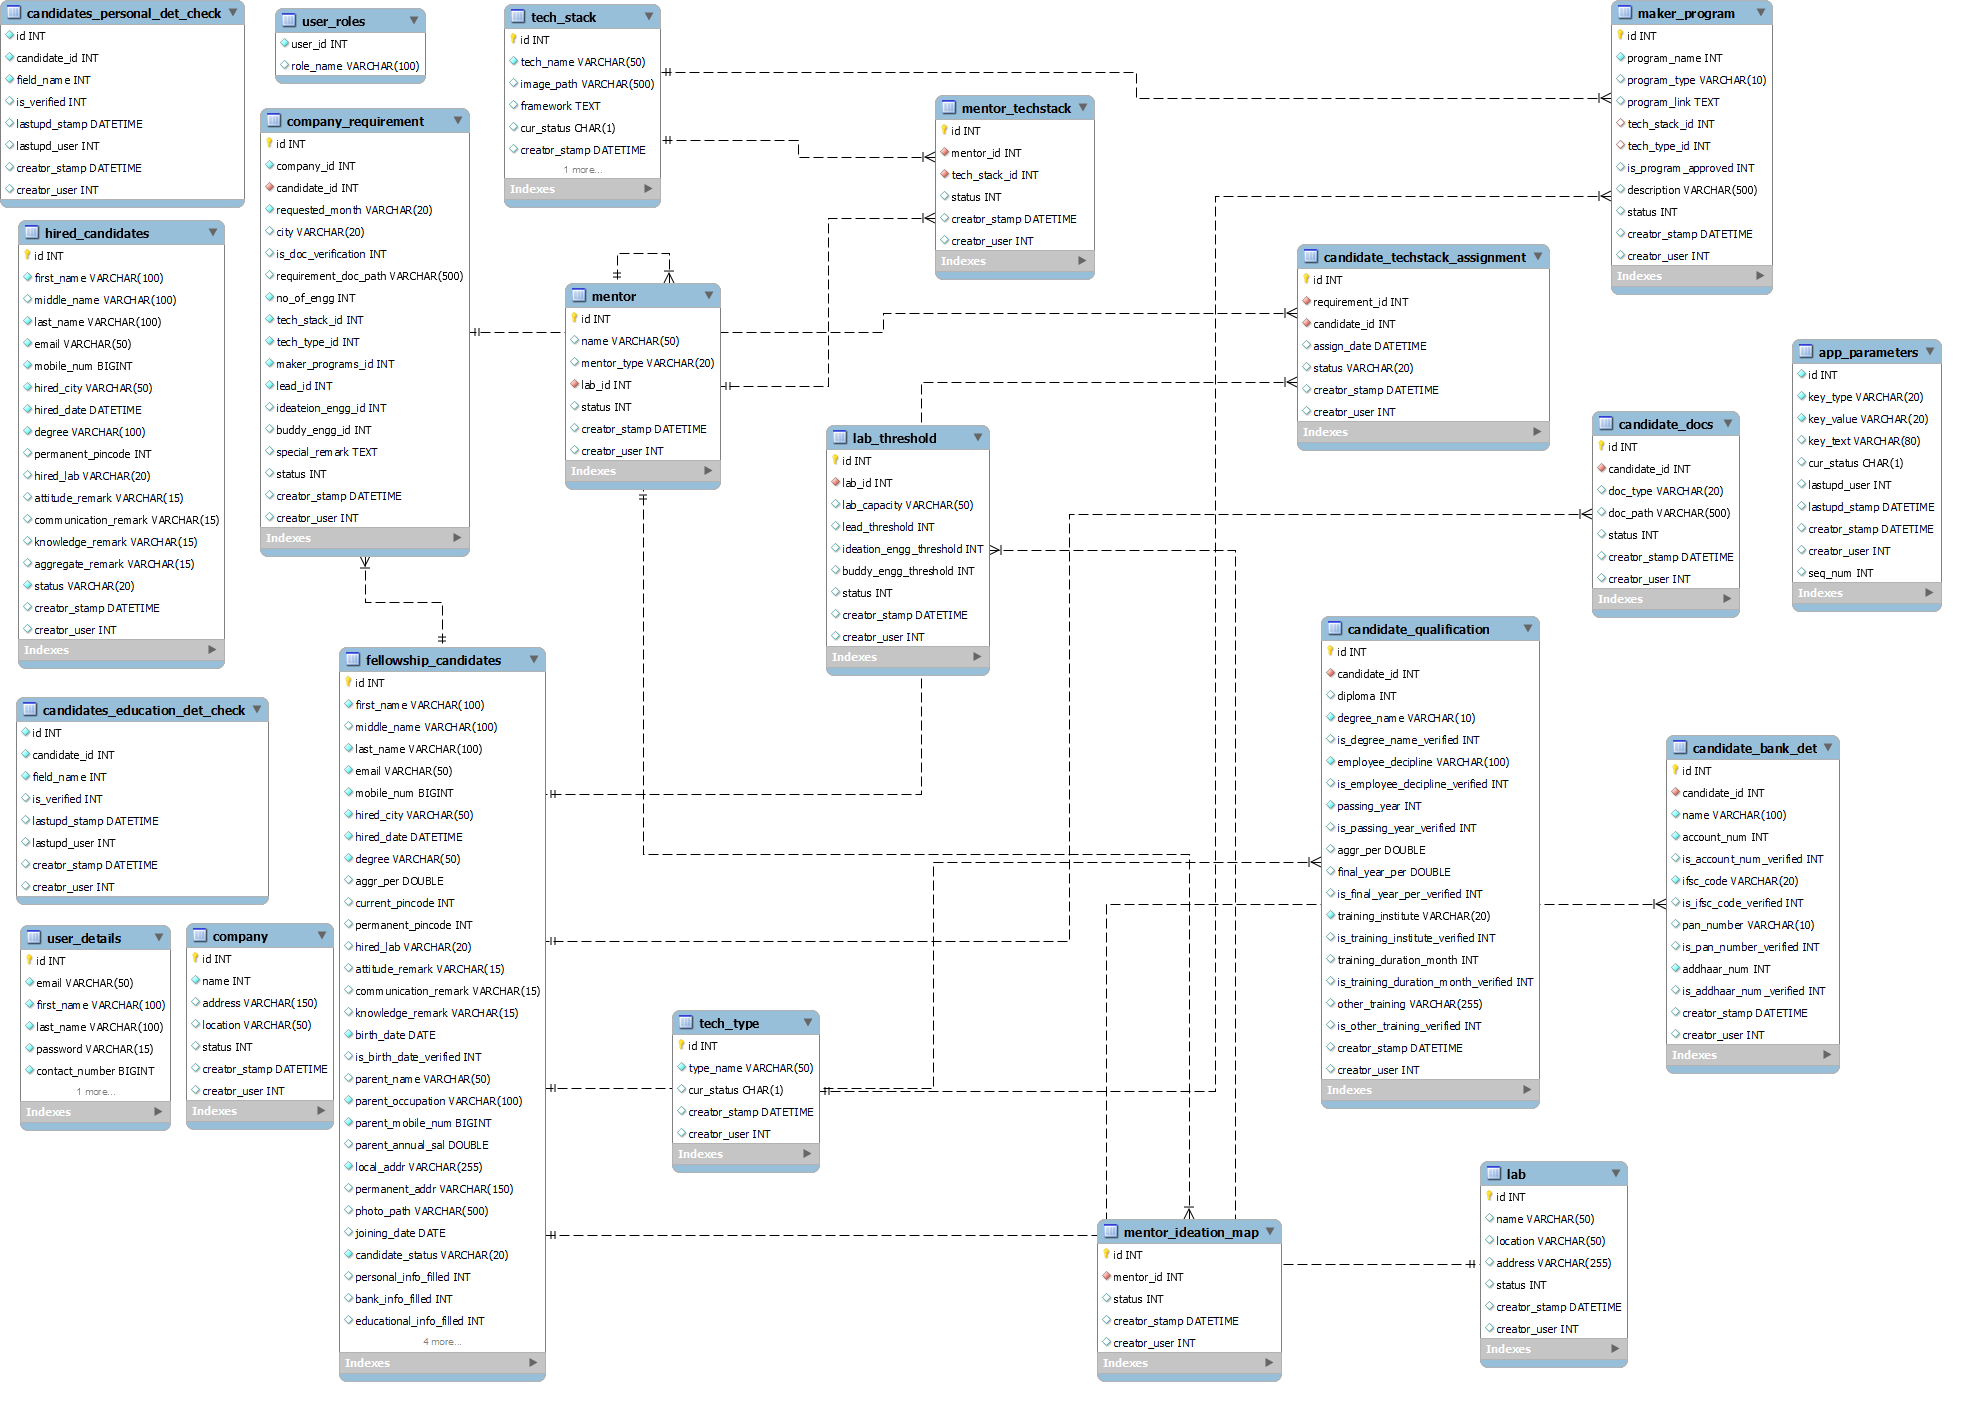 candidates_personal_det_check
id INT
candidate_id INT
field_name INT
is_verified INT
lastupd_stamp DATETIME
lastupd_user INT
creator_stamp DATETIME
creator_user INT
user_roles
user_id INT
role_name VARCHAR(100)
tech_stack
id INT
tech_name VARCHAR(50)
image_path VARCHAR(500)
framework TEXT
cur_status CHAR(1)
creator_stamp DATETIME
1 more...
Indexes
maker_program
id INT
program_name INT
program_type VARCHAR(10)
program_link TEXT
tech_stack_id INT
tech_type_id INT
is_program_approved INT
description VARCHAR(500)
status INT
creator_stamp DATETIME
creator_user INT
Indexes
company_requirement
id INT
company_id INT
candidate_id INT
requested_month VARCHAR(20)
city VARCHAR(20)
is_doc_verification INT
requirement_doc_path VARCHAR(500)
no_of_engg INT
tech_stack_id INT
tech_type_id INT
maker_programs_id INT
lead_id INT
ideateion_engg_id INT
buddy_engg_id INT
special_remark TEXT
status INT
creator_stamp DATETIME
creator_user INT
Indexes
mentor_techstack
id INT
mentor_id INT
tech_stack_id INT
status INT
creator_stamp DATETIME
creator_user INT
Indexes
hired_candidates
id INT
first_name VARCHAR(100)
middle_name VARCHAR(100)
last_name VARCHAR(100)
email VARCHAR(50)
mobile_num BIGINT
hired_city VARCHAR(50)
hired_date DATETIME
degree VARCHAR(100)
permanent_pincode INT
hired_lab VARCHAR(20)
attitude_remark VARCHAR(15)
communication_remark VARCHAR(15)
knowledge_remark VARCHAR(15)
aggregate_remark VARCHAR(15)
status VARCHAR(20)
creator_stamp DATETIME
creator_user INT
Indexes
mentor
id INT
name VARCHAR(50)
mentor_type VARCHAR(20)
lab_id INT
status INT
creator_stamp DATETIME
creator_user INT
Indexes
candidate_techstack_assignment
id INT
requirement_id INT
candidate_id INT
assign_date DATETIME
status VARCHAR(20)
creator_stamp DATETIME
creator_user INT
Indexes
app_parameters
id INT
key_type VARCHAR(20)
key_value VARCHAR(20)
key_text VARCHAR(80)
cur_status CHAR(1)
lastupd_user INT
lastupd_stamp DATETIME
creator_stamp DATETIME
creator_user INT
seq_num INT
Indexes
lab_threshold
id INT
lab_id INT
lab_capacity VARCHAR(50)
lead_threshold INT
ideation_engg_threshold INT
buddy_engg_threshold INT
status INT
creator_stamp DATETIME
creator_user INT
Indexes
candidate_docs
id INT
candidate_id INT
doc_type VARCHAR(20)
doc_path VARCHAR(500)
status INT
creator_stamp DATETIME
creator_user INT
Indexes
fellowship_candidates
id INT
first_name VARCHAR(100)
middle_name VARCHAR(100)
last_name VARCHAR(100)
email VARCHAR(50)
mobile_num BIGINT
hired_city VARCHAR(50)
hired_date DATETIME
degree VARCHAR(50)
aggr_per DOUBLE
current_pincode INT
permanent_pincode INT
hired_lab VARCHAR(20)
attitude_remark VARCHAR(15)
communication_remark VARCHAR(15)
knowledge_remark VARCHAR(15)
birth_date DATE
is_birth_date_verified INT
parent_name VARCHAR(50)
parent_occupation VARCHAR(100)
parent_mobile_num BIGINT
parent_annual_sal DOUBLE
local_addr VARCHAR(255)
permanent_addr VARCHAR(150)
photo_path VARCHAR(500)
joining_date DATE
candidate_status VARCHAR(20)
personal_info_filled INT
bank_info_filled INT
educational_info_filled INT
4 more...
Indexes
candidate_qualification
id INT
candidate_id INT
diploma INT
degree_name VARCHAR(10)
is_degree_name_verified INT
employee_decipline VARCHAR(100)
is_employee_decipline_verified INT
passing_year INT
is_passing_year_verified INT
aggr_per DOUBLE
final_year_per DOUBLE
is_final_year_per_verified INT
training_institute VARCHAR(20)
is_training_institute_verified INT
training_duration_month INT
is_training_duration_month_verified INT
other_training VARCHAR(255)
is_other_training_verified INT
creator_stamp DATETIME
creator_user INT
Indexes
candidates_education_det_check
id INT
candidate_id INT
field_name INT
is_verified INT
lastupd_stamp DATETIME
lastupd_user INT
creator_stamp DATETIME
creator_user INT
candidate_bank_det
id INT
candidate_id INT
name VARCHAR(100)
account_num INT
is_account_num_verified INT
ifsc_code VARCHAR(20)
is_ifsc_code_verified INT
pan_number VARCHAR(10)
is_pan_number_verified INT
addhaar_num INT
is_addhaar_num_verified INT
creator_stamp DATETIME
creator_user INT
Indexes
user_details
id INT
email VARCHAR(50)
first_name VARCHAR(100)
last_name VARCHAR(100)
password VARCHAR(15)
contact_number BIGINT
1 more...
Indexes
company
id INT
name INT
address VARCHAR(150)
location VARCHAR(50)
status INT
creator_stamp DATETIME
creator_user INT
Indexes
tech_type
id INT
type_name VARCHAR(50)
cur_status CHAR(1)
creator_stamp DATETIME
creator_user INT
Indexes
mentor_ideation_map
id INT
mentor_id INT
status INT
creator_stamp DATETIME
creator_user INT
Indexes
lab
id INT
name VARCHAR(50)
location VARCHAR(50)
address VARCHAR(255)
status INT
creator_stamp DATETIME
creator_user INT
Indexes